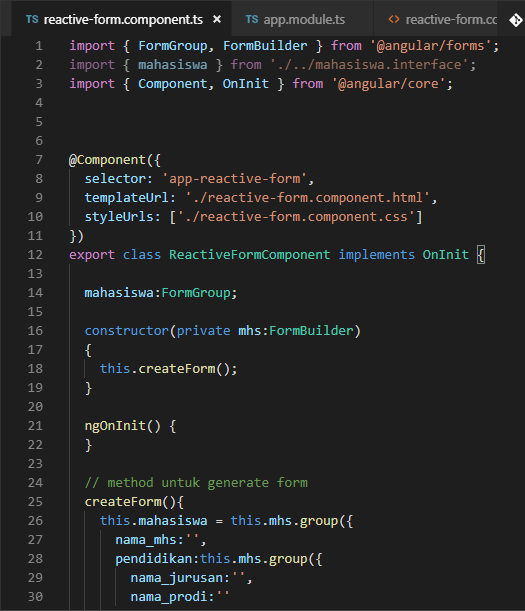 TS reactive-form.component.ts × TS app.module.ts <> reactive-form.cc
1 import { FormGroup, FormBuilder } from '@angular/forms';
2 import { mahasiswa } from './../mahasiswa.interface';
3 import { Component, OnInit } from '@angular/core';
4
5
6
7 @Component({
8   selector: 'app-reactive-form',
9   templateUrl: './reactive-form.component.html',
10   styleUrls: ['./reactive-form.component.css']
11 })
12 export class ReactiveFormComponent implements OnInit {
13
14   mahasiswa:FormGroup;
15
16   constructor(private mhs:FormBuilder)
17   {
18     this.createForm();
19   }
20
21   ngOnInit() {
22   }
23
24   // method untuk generate form
25   createForm(){
26     this.mahasiswa = this.mhs.group({
27       nama_mhs:'',
28       pendidikan:this.mhs.group({
29         nama_jurusan:'',
30         nama_prodi:''